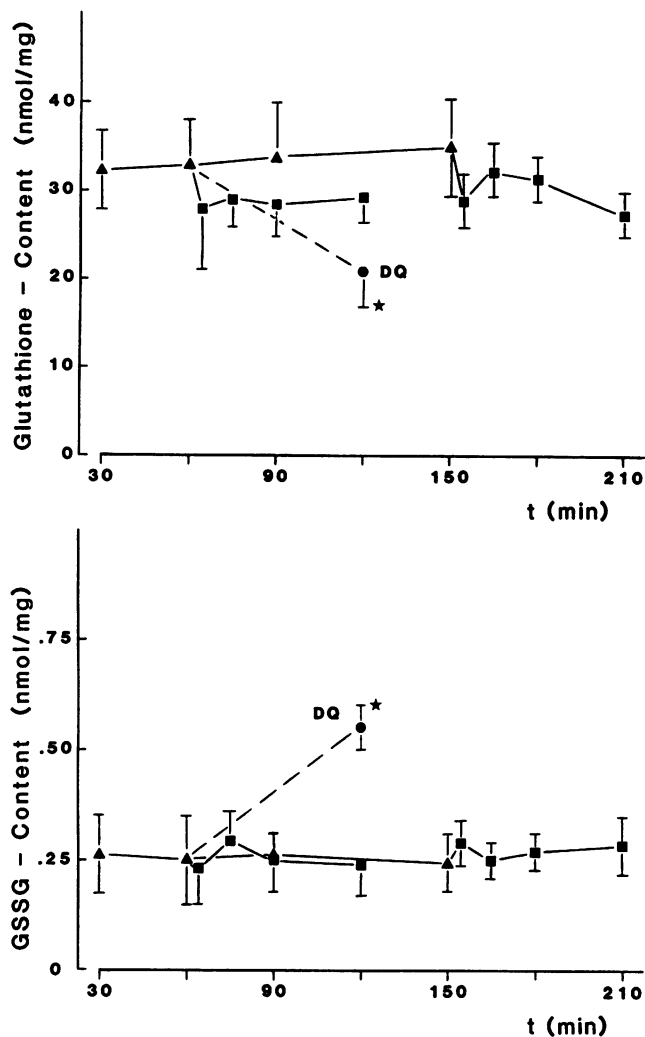 Glutathione – Content (nmol/mg)
40
30
20
10
0
DQ
★
30 90 150 210
t (min)
GSSG – Content (nmol/mg)
.75
.50
.25
0
DQ ★
30 90 150 210
t (min)